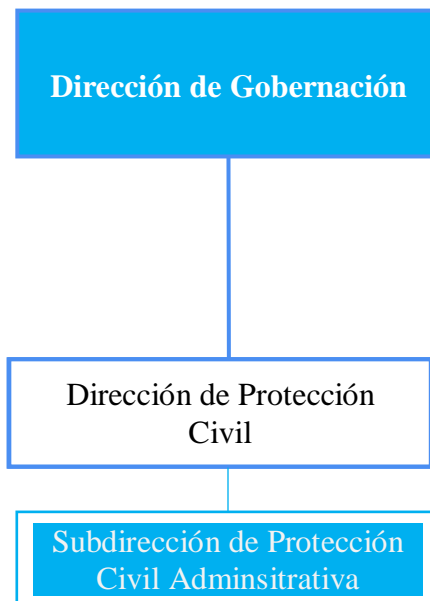 Dirección de Gobernación
Dirección de Protección
Civil
Subdirección de Protección
Civil Adminsitrativa